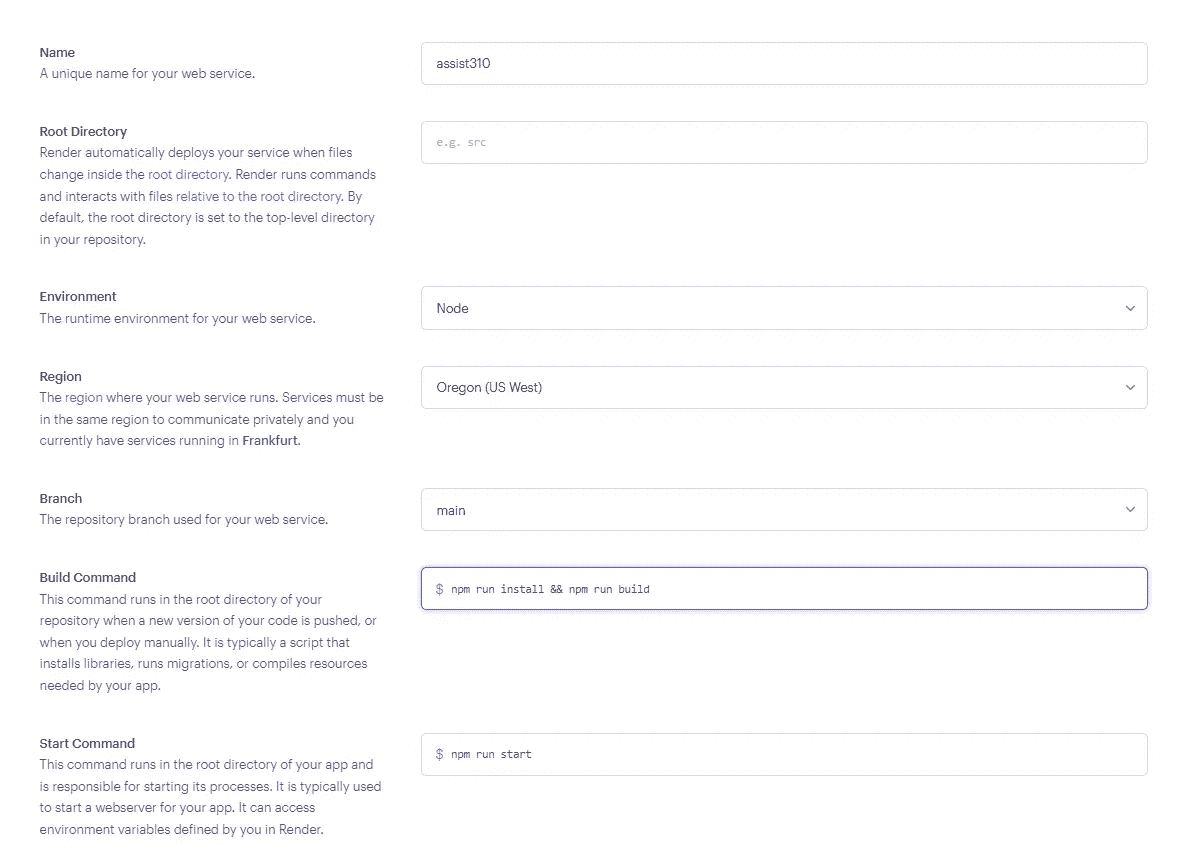 Name
A unique name for your web service.
assist310
Root Directory
Render automatically deploys your service when files
change inside the root directory. Render runs commands
and interacts with files relative to the root directory. By
default, the root directory is set to the top-level directory
in your repository.
e.g. src
Environment
The runtime environment for your web service.
Node
Region
The region where your web service runs. Services must be
in the same region to communicate privately and you
currently have services running in Frankfurt.
Oregon (US West)
Branch
The repository branch used for your web service.
main
Build Command
This command runs in the root directory of your
repository when a new version of your code is pushed, or
when you deploy manually. It is typically a script that
installs libraries, runs migrations, or compiles resources
needed by your app.
$ npm run install && npm run build
Start Command
This command runs in the root directory of your app and
is responsible for starting its processes. It is typically used
to start a webserver for your app. It can access
environment variables defined by you in Render.
$ npm run start